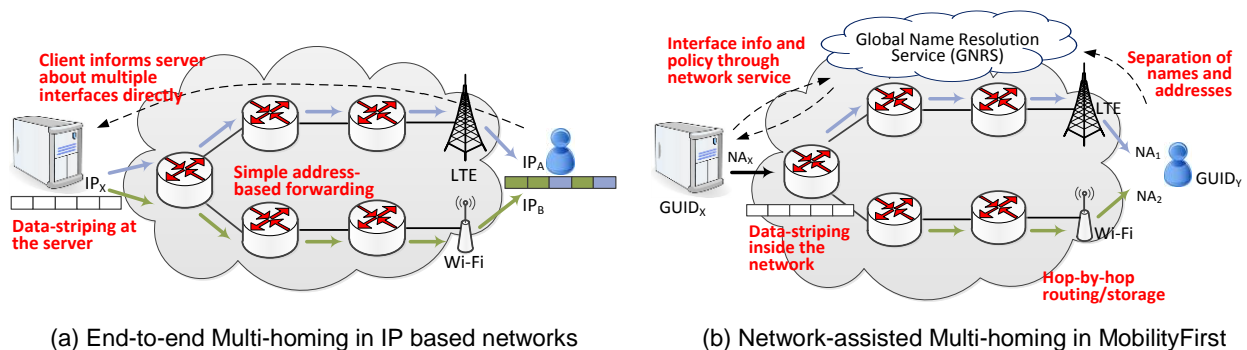 Client informs server
about multiple
interfaces directly
IPX
Data-striping at
the server
Simple address-
based forwarding
LTE
Wi-Fi
IPA
IPB
(a) End-to-end Multi-homing in IP based networks
Interface info and
policy through
network service
Global Name Resolution
Service (GNRS)
Separation of
names and
addresses
LTE
NAX
GUIDX
NA1
GUIDY
NA2
Data-striping
inside the
network
Wi-Fi
Hop-by-hop
routing/storage
(b) Network-assisted Multi-homing in MobilityFirst